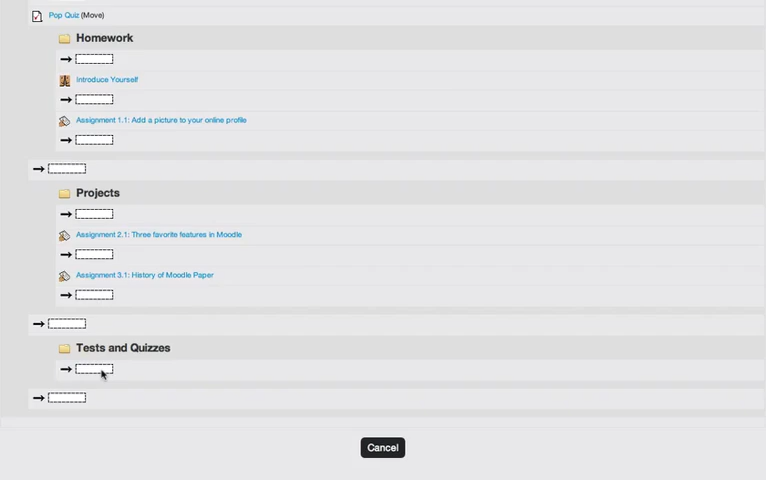 Pop Quiz (Move)
Homework
Introduce Yourself
Assignment 1.1: Add a picture to your online profile
Projects
Assignment 2.1: Three favorite features in Moodle
Assignment 3.1: History of Moodle Paper
Tests and Quizzes
Cancel